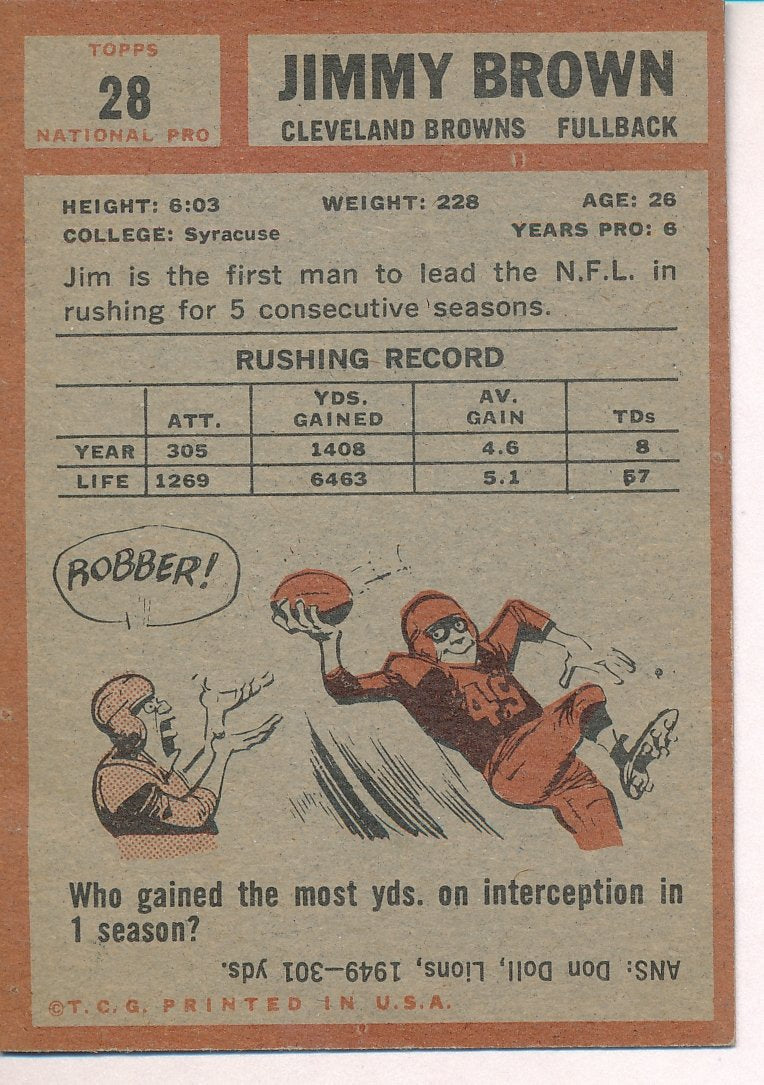 TOPPS
28
NATIONAL PRO
JIMMY BROWN
CLEVELAND BROWNS FULLBACK
HEIGHT: 6:03 WEIGHT: 228 AGE: 26
COLLEGE: Syracuse YEARS PRO: 6
Jim is the first man to lead the N.F.L. in
rushing for 5 consecutive seasons.
RUSHING RECORD
ATT. YDS. GAINED AV. GAIN TDs
YEAR 305 1408 4.6 8
LIFE 1269 6463 5.1 57
ROBBER!
49
Who gained the most yds. on interception in
1 season?
ANS: Don Doll, Lions, 1949—301 yds.
©T.C.G. PRINTED IN U.S.A.